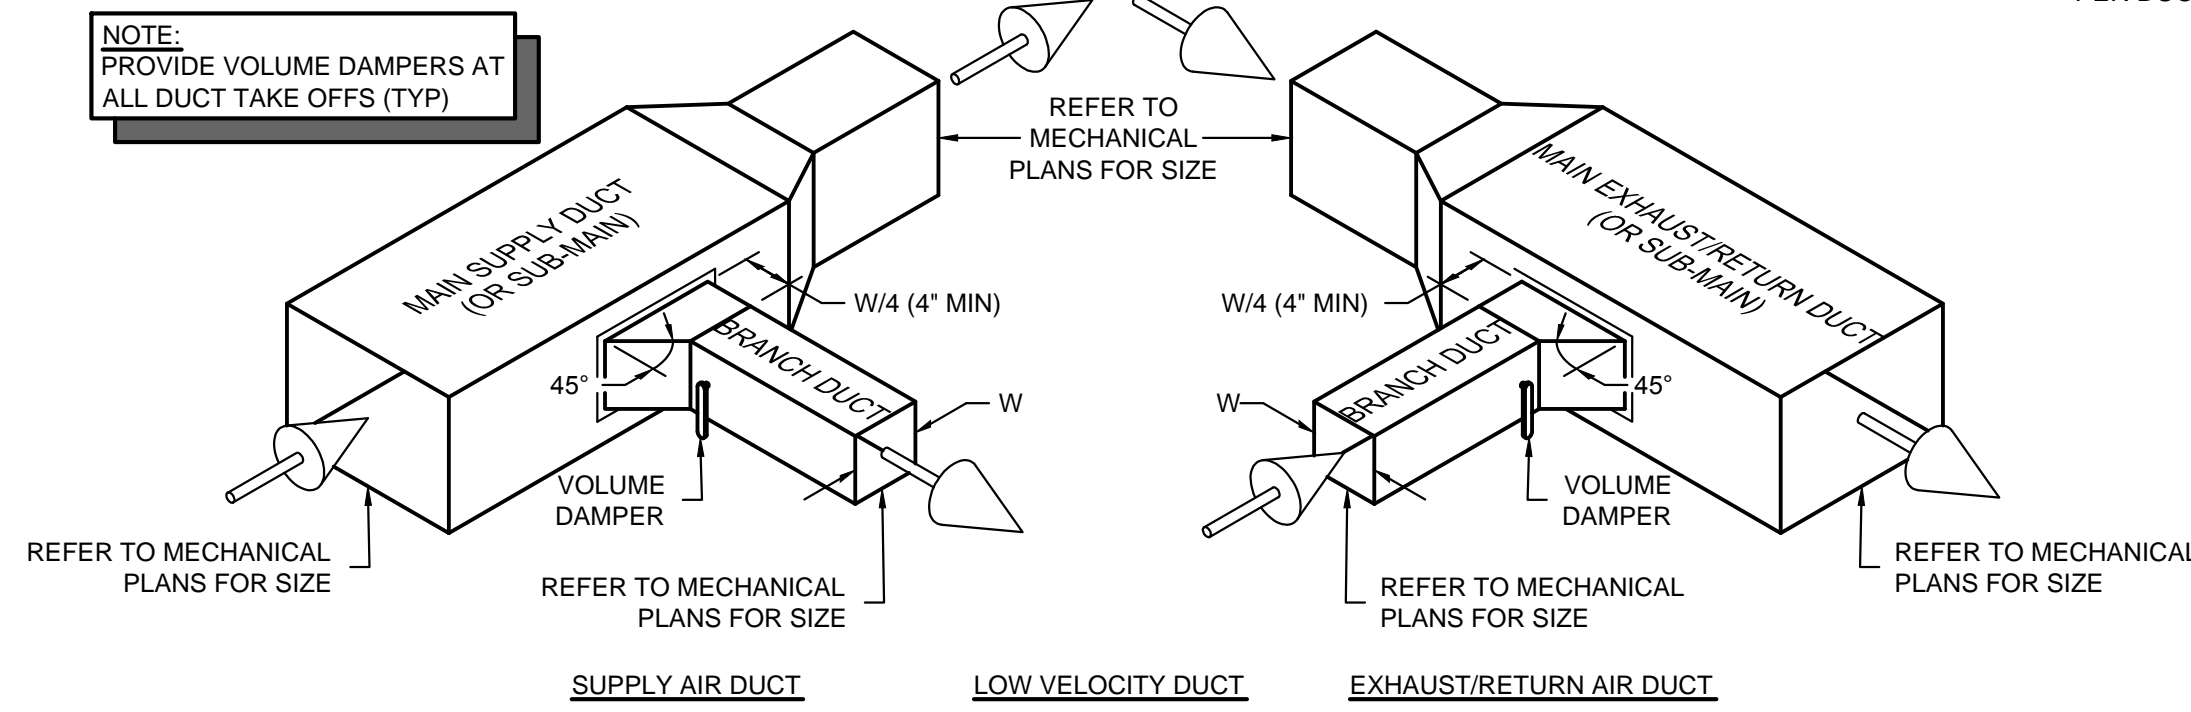 NOTE:
PROVIDE VOLUME DAMPERS AT
ALL DUCT TAKE OFFS (TYP)
REFER TO
MECHANICAL
PLANS FOR SIZE
MAIN SUPPLY DUCT
(OR SUB-MAIN)
MAIN EXHAUST/RETURN DUCT
(OR SUB-MAIN)
W/4 (4" MIN)
W/4 (4" MIN)
BRANCH DUCT
BRANCH DUCT
45°
45°
W
W
VOLUME
DAMPER
VOLUME
DAMPER
REFER TO MECHANICAL
PLANS FOR SIZE
REFER TO MECHANICAL
PLANS FOR SIZE
REFER TO MECHANICAL
PLANS FOR SIZE
REFER TO MECHANICAL
PLANS FOR SIZE
SUPPLY AIR DUCT
LOW VELOCITY DUCT
EXHAUST/RETURN AIR DUCT